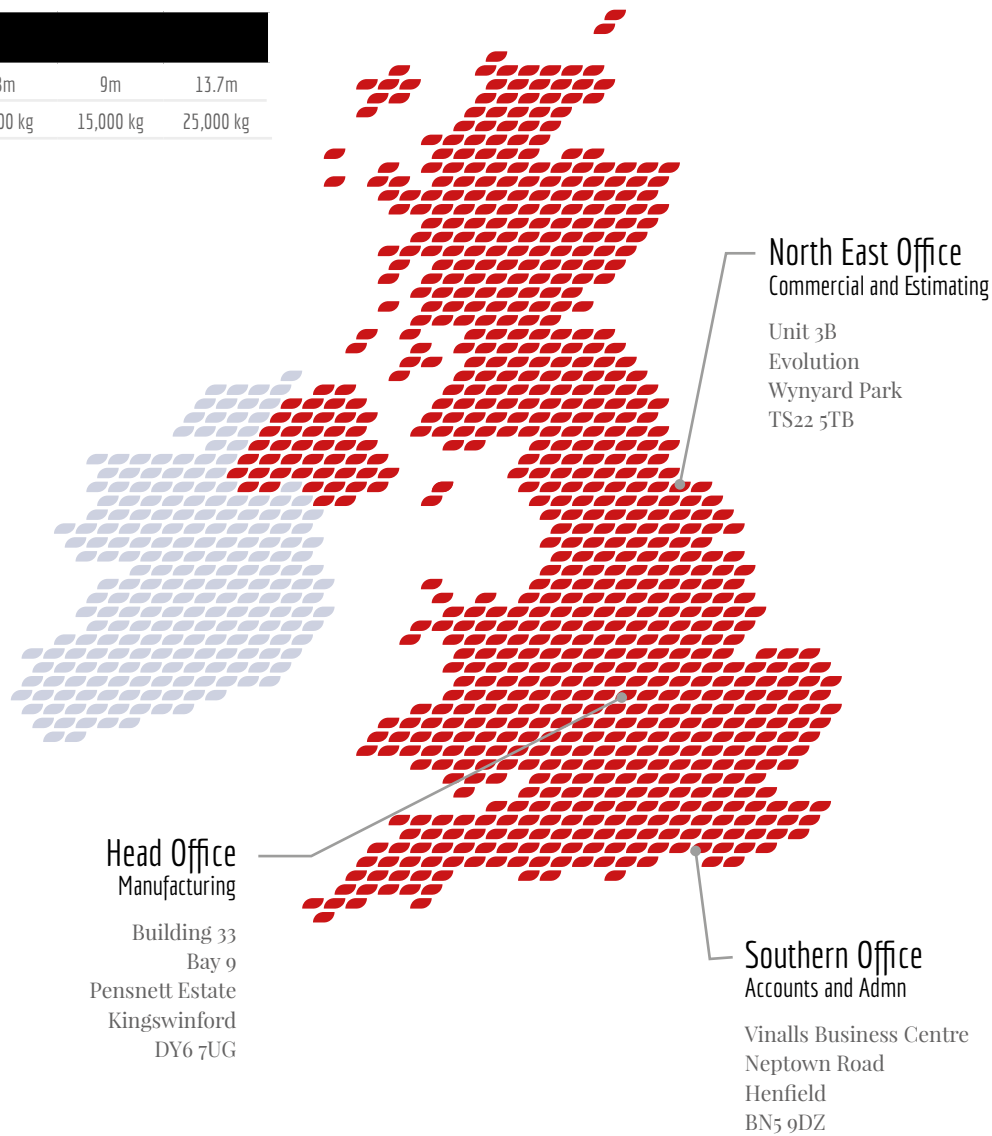 9m 13.7m
kg 15,000 kg 25,000 kg
North East Office
Commercial and Estimating
Unit 3B
Evolution
Wynyard Park
TS22 5TB
Head Office
Manufacturing
Building 33
Bay 9
Pensnett Estate
Kingswinford
DY6 7UG
Southern Office
Accounts and Admn
Vinalls Business Centre
Neptown Road
Henfield
BN5 9DZ